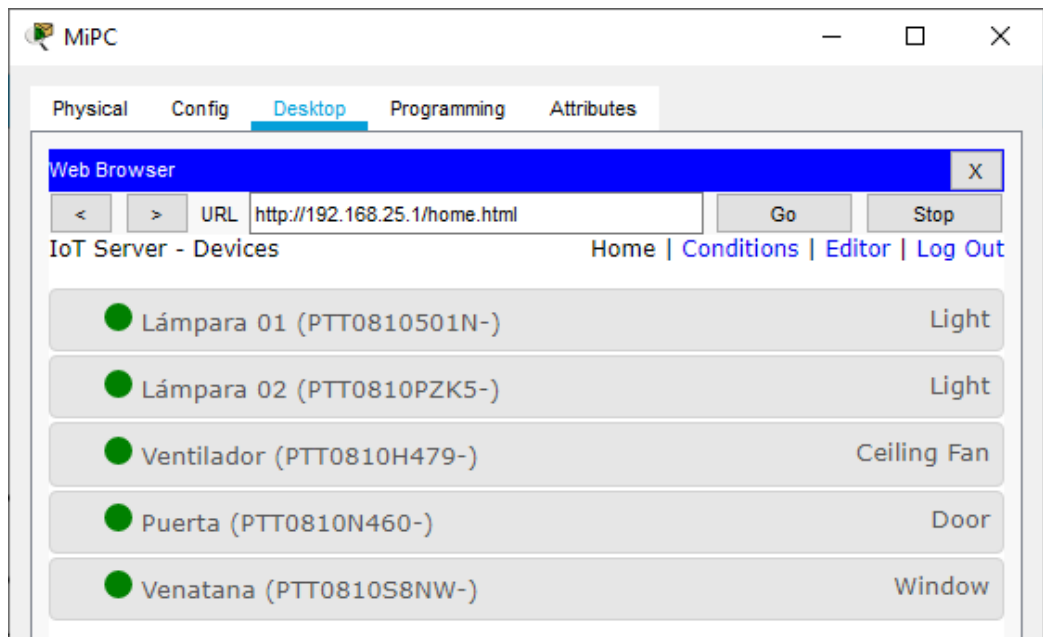 MiPC
Physical Config Desktop Programming Attributes
Web Browser X
< > URL http://192.168.25.1/home.html Go Stop
IoT Server - Devices Home | Conditions | Editor | Log Out
Lámpara 01 (PTT0810501N-) Light
Lámpara 02 (PTT0810PZK5-) Light
Ventilador (PTT0810H479-) Ceiling Fan
Puerta (PTT0810N460-) Door
Venatana (PTT0810S8NW-) Window